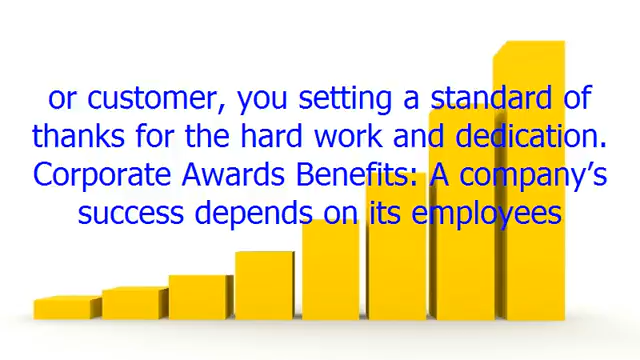 or customer, you setting a standard of
thanks for the hard work and dedication.
Corporate Awards Benefits: A company’s
success depends on its employees